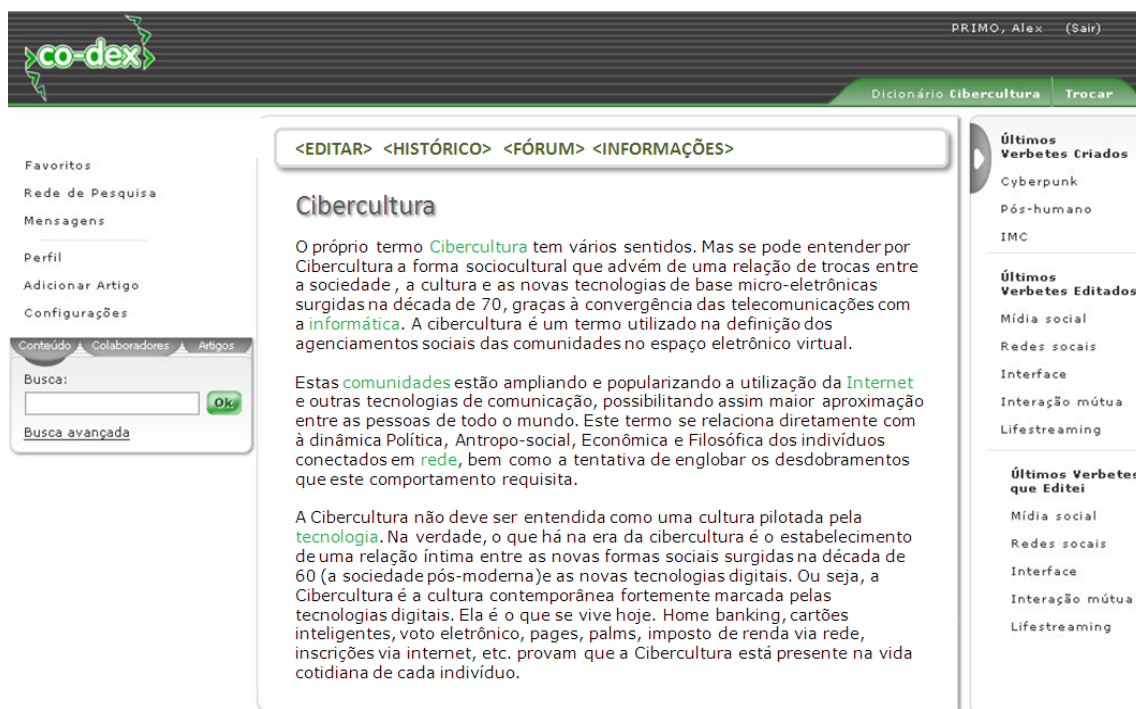 co-dex
PRIMO, Alex (Sair)
Dicionário Cibercultura Trocar
Favoritos
Rede de Pesquisa
Mensagens
Perfil
Adicionar Artigo
Configurações
Conteúdo Colaboradores Artigos
Busca:
Ok
Busca avançada
<EDITAR> <HISTÓRICO> <FÓRUM> <INFORMAÇÕES>
Cibercultura
O próprio termo Cibercultura tem vários sentidos. Mas se pode entender por
Cibercultura a forma sociocultural que advém de uma relação de trocas entre
a sociedade , a cultura e as novas tecnologias de base micro-eletrônicas
surgidas na década de 70, graças à convergência das telecomunicações com
a informática. A cibercultura é um termo utilizado na definição dos
agenciamentos sociais das comunidades no espaço eletrônico virtual.
Estas comunidades estão ampliando e popularizando a utilização da Internet
e outras tecnologias de comunicação, possibilitando assim maior aproximação
entre as pessoas de todo o mundo. Este termo se relaciona diretamente com
à dinâmica Política, Antropo-social, Econômica e Filosófica dos indivíduos
conectados em rede, bem como a tentativa de englobar os desdobramentos
que este comportamento requisita.
A Cibercultura não deve ser entendida como uma cultura pilotada pela
tecnologia. Na verdade, o que há na era da cibercultura é o estabelecimento
de uma relação íntima entre as novas formas sociais surgidas na década de
60 (a sociedade pós-moderna)e as novas tecnologias digitais. Ou seja, a
Cibercultura é a cultura contemporânea fortemente marcada pelas
tecnologias digitais. Ela é o que se vive hoje. Home banking, cartões
inteligentes, voto eletrônico, pages, palms, imposto de renda via rede,
inscrições via internet, etc. provam que a Cibercultura está presente na vida
cotidiana de cada indivíduo.
Últimos
Verbetes Criados
Cyberpunk
Pós-humano
IMC
Últimos
Verbetes Editados
Mídia social
Redes socais
Interface
Interação mútua
Lifestreaming
Últimos Verbetes
que Editei
Mídia social
Redes socais
Interface
Interação mútua
Lifestreaming